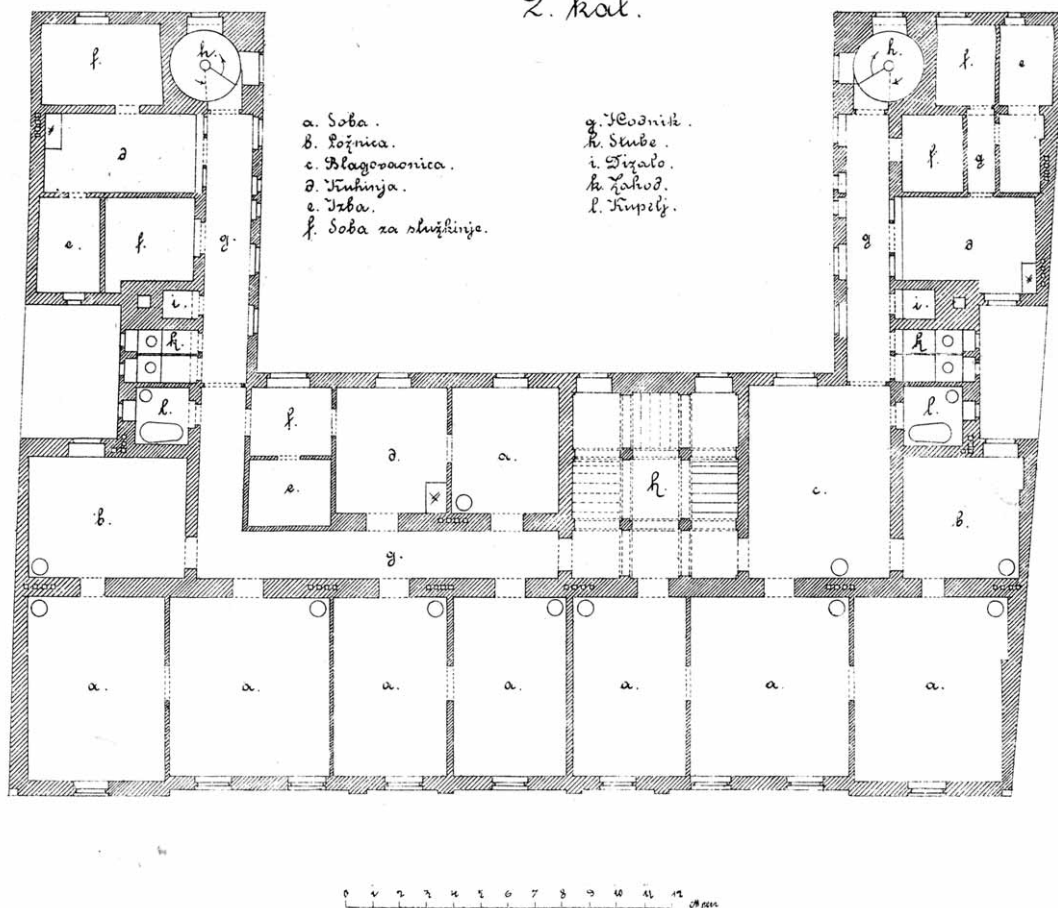 2. kat.
a. Soba.
b. Ložnica.
c. Blagovaonica.
d. Kuhinja.
e. Izba.
f. Soba za služkinje.
g. Hodnik.
h. Stube.
i. Dizalo.
k. Zahod.
l. Kupelj.
f. h. h. f. e
d f. g
e. f. g. g d
i. i.
k. k
l. f. d. a. l.
b. e. h. c. b.
g.
a. a. a. a. a. a. a.
0 1 2 3 4 5 6 7 8 9 10 11 12